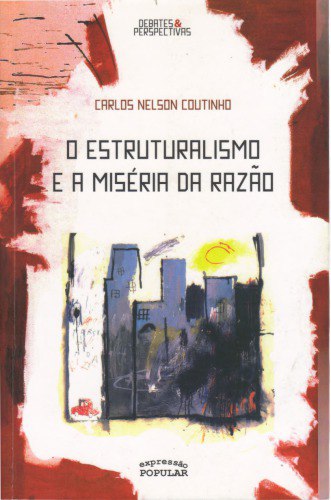 DEBATES&
PERSPECTIVAS
CARLOS NELSON COUTINHO
O ESTRUTURALISMO
E A MISÉRIA DA RAZÃO
expressão
POPULAR